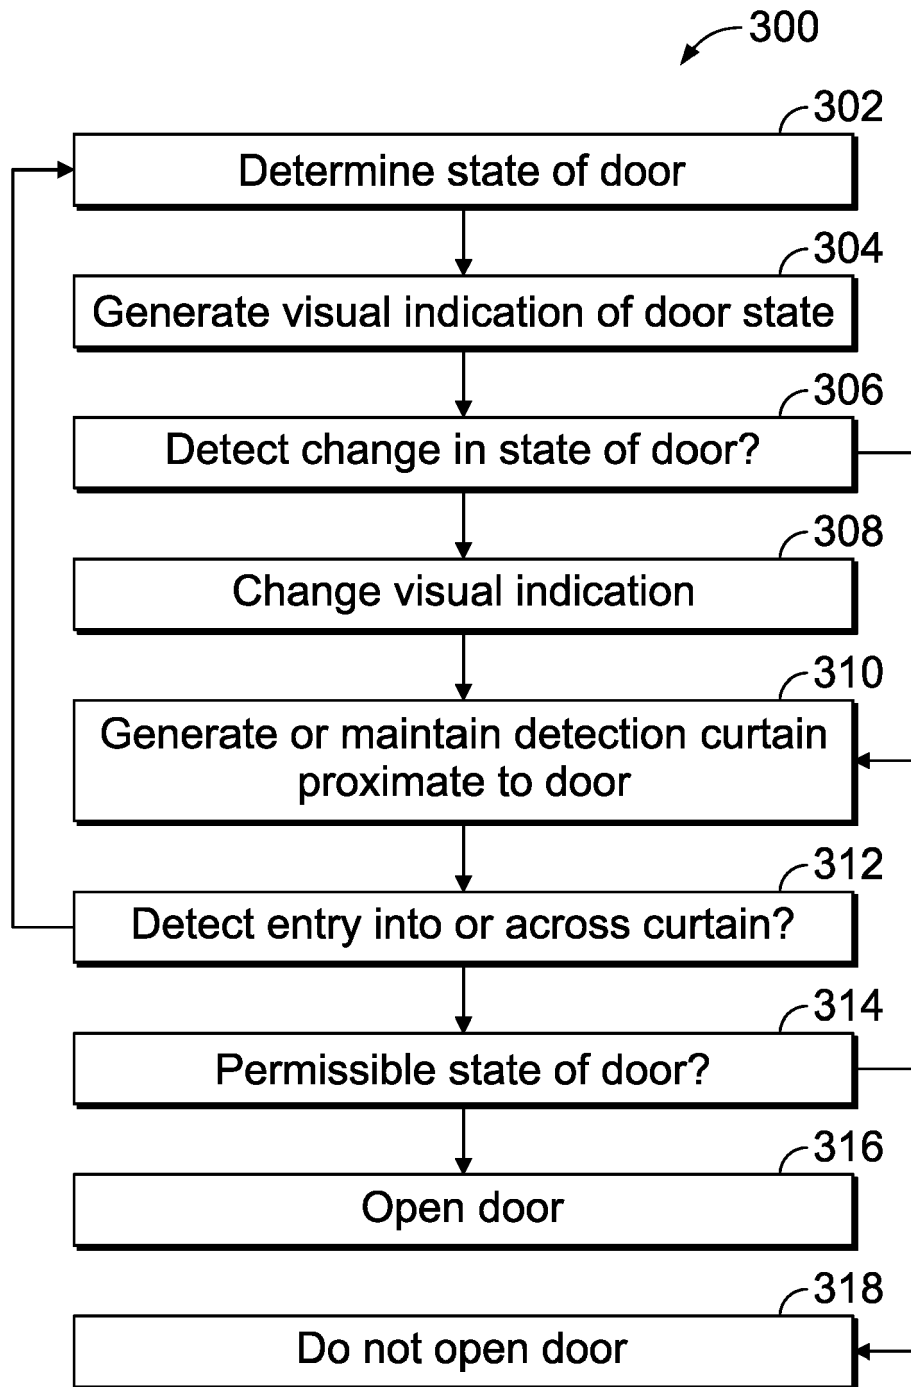 300
302
Determine state of door
304
Generate visual indication of door state
306
Detect change in state of door?
308
Change visual indication
310
Generate or maintain detection curtain
proximate to door
312
Detect entry into or across curtain?
314
Permissible state of door?
316
Open door
318
Do not open door